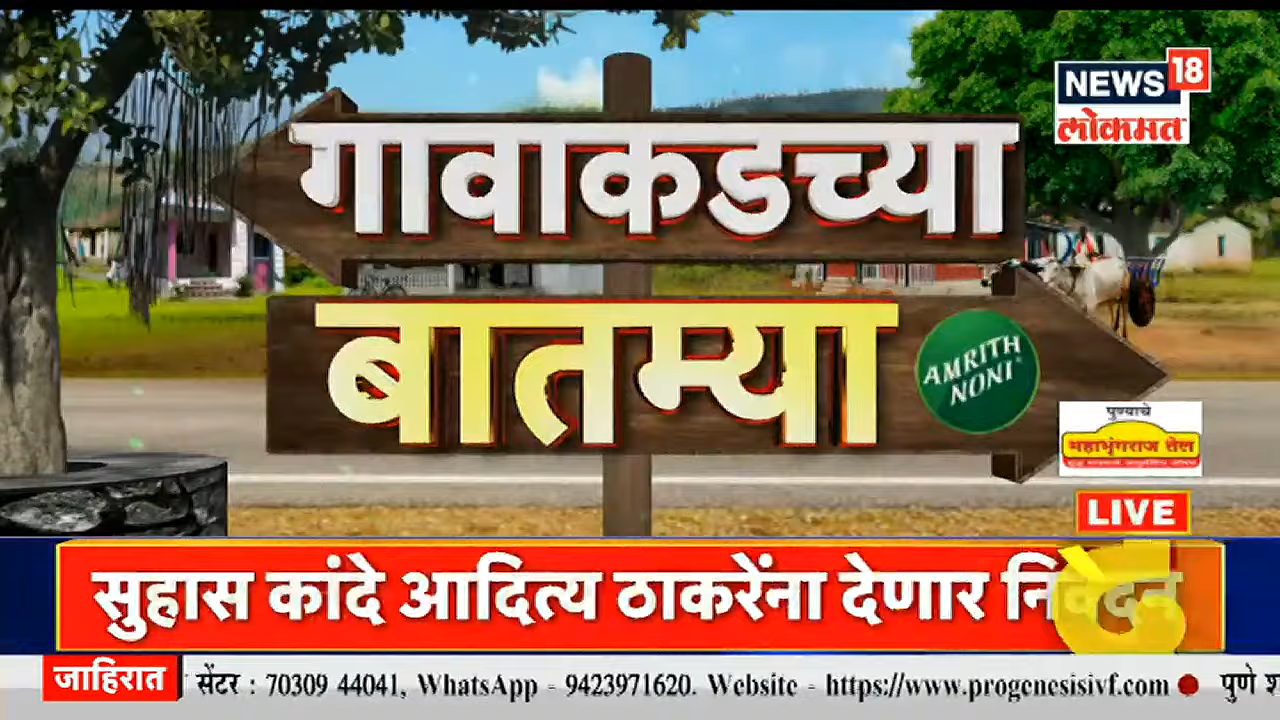 NEWS 18
लोकमत
गावाकडच्या
बातम्या
AMRITH
NONI
पुण्याचे
महाभृंगराज तेल
LIVE
सुहास कांदे आदित्य ठाकरेंना देणार निवेदन
जाहिरात
सेंटर : 70309 44041, WhatsApp - 9423971620. Website - https://www.progenesisivf.com
पुणे